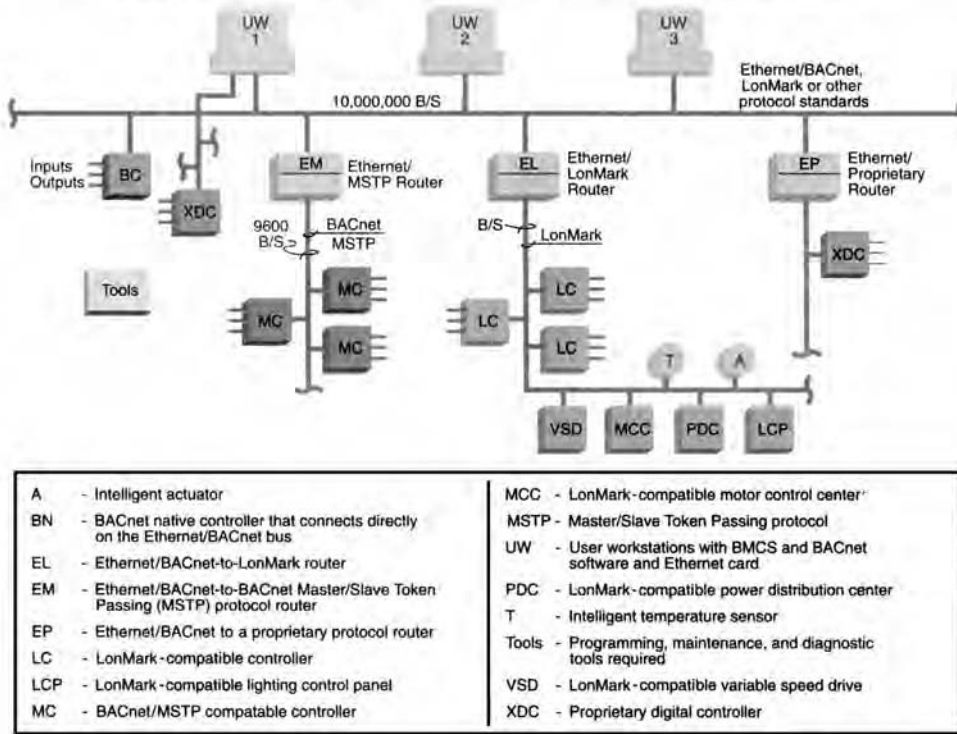 UW
1
UW
2
UW
3
Ethernet/BACnet,
LonMark or other
protocol standards
10,000,000 B/S
Inputs
Outputs
BC
XDC
EM
Ethernet/
MSTP Router
EL
Ethernet/
LonMark
Router
EP
Ethernet/
Proprietary
Router
9600
B/S
BACnet
MSTP
B/S
LonMark
XDC
Tools
MC
MC
MC
LC
LC
LC
T
A
VSD
MCC
PDC
LCP
A - Intelligent actuator
BN - BACnet native controller that connects directly
on the Ethernet/BACnet bus
EL - Ethernet/BACnet-to-LonMark router
EM - Ethernet/BACnet-to-BACnet Master/Slave Token
Passing (MSTP) protocol router
EP - Ethernet/BACnet to a proprietary protocol router
LC - LonMark-compatible controller
LCP - LonMark-compatible lighting control panel
MC - BACnet/MSTP compatable controller
MCC - LonMark-compatible motor control center
MSTP - Master/Slave Token Passing protocol
UW - User workstations with BMCS and BACnet
software and Ethernet card
PDC - LonMark-compatible power distribution center
T - Intelligent temperature sensor
Tools - Programming, maintenance, and diagnostic
tools required
VSD - LonMark-compatible variable speed drive
XDC - Proprietary digital controller